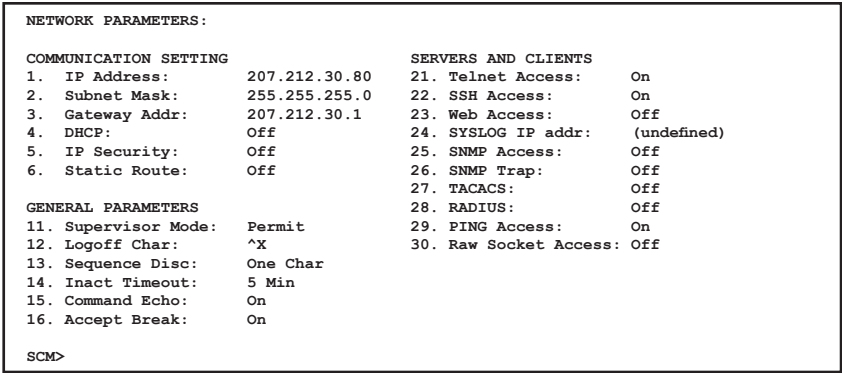 NETWORK PARAMETERS:
COMMUNICATION SETTING
1. IP Address: 207.212.30.80
2. Subnet Mask: 255.255.255.0
3. Gateway Addr: 207.212.30.1
4. DHCP: Off
5. IP Security: Off
6. Static Route: Off
GENERAL PARAMETERS
11. Supervisor Mode: Permit
12. Logoff Char: ^X
13. Sequence Disc: One Char
14. Inact Timeout: 5 Min
15. Command Echo: On
16. Accept Break: On
SERVERS AND CLIENTS
21. Telnet Access: On
22. SSH Access: On
23. Web Access: Off
24. SYSLOG IP addr: (undefined)
25. SNMP Access: Off
26. SNMP Trap: Off
27. TACACS: Off
28. RADIUS: Off
29. PING Access: On
30. Raw Socket Access: Off
SCM>